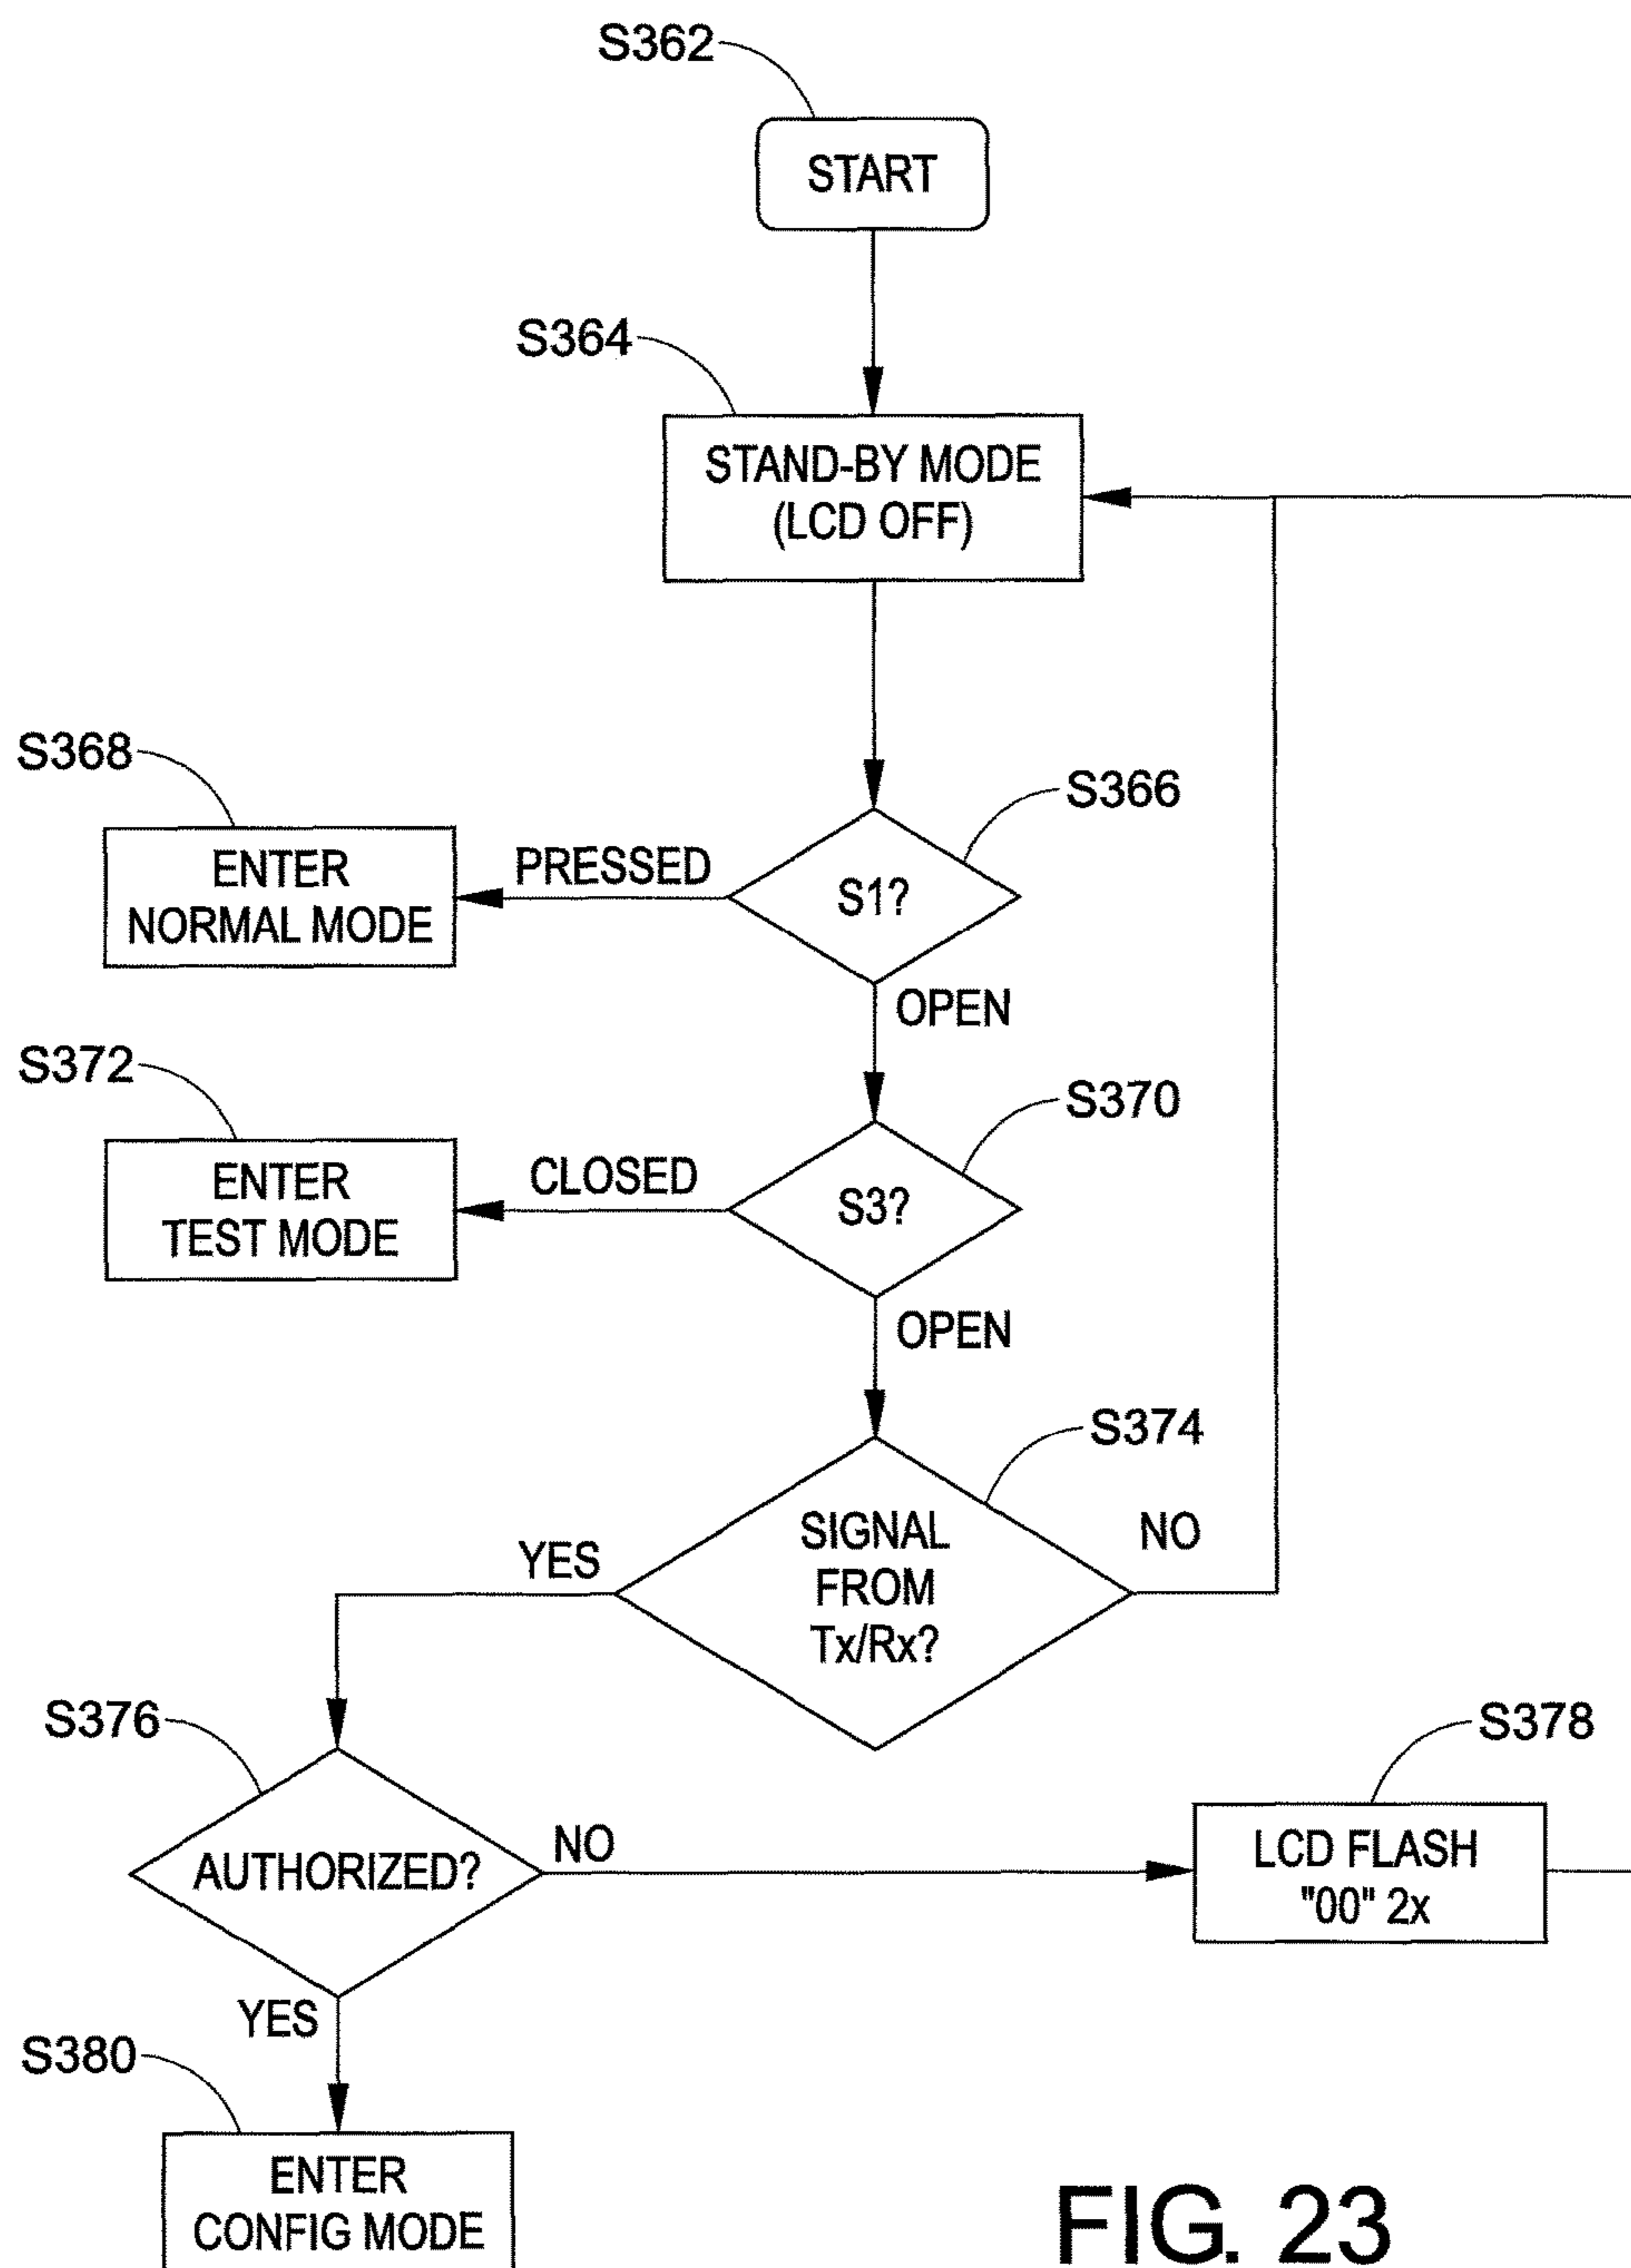 S362
START
S364
STAND-BY MODE
(LCD OFF)
S368
S366
ENTER
NORMAL MODE
PRESSED
S1?
OPEN
S372
S370
ENTER
TEST MODE
CLOSED
S3?
OPEN
S374
SIGNAL
FROM
Tx/Rx?
YES
NO
S376
S378
AUTHORIZED?
NO
LCD FLASH
"00" 2x
YES
S380
ENTER
CONFIG MODE
FIG. 23